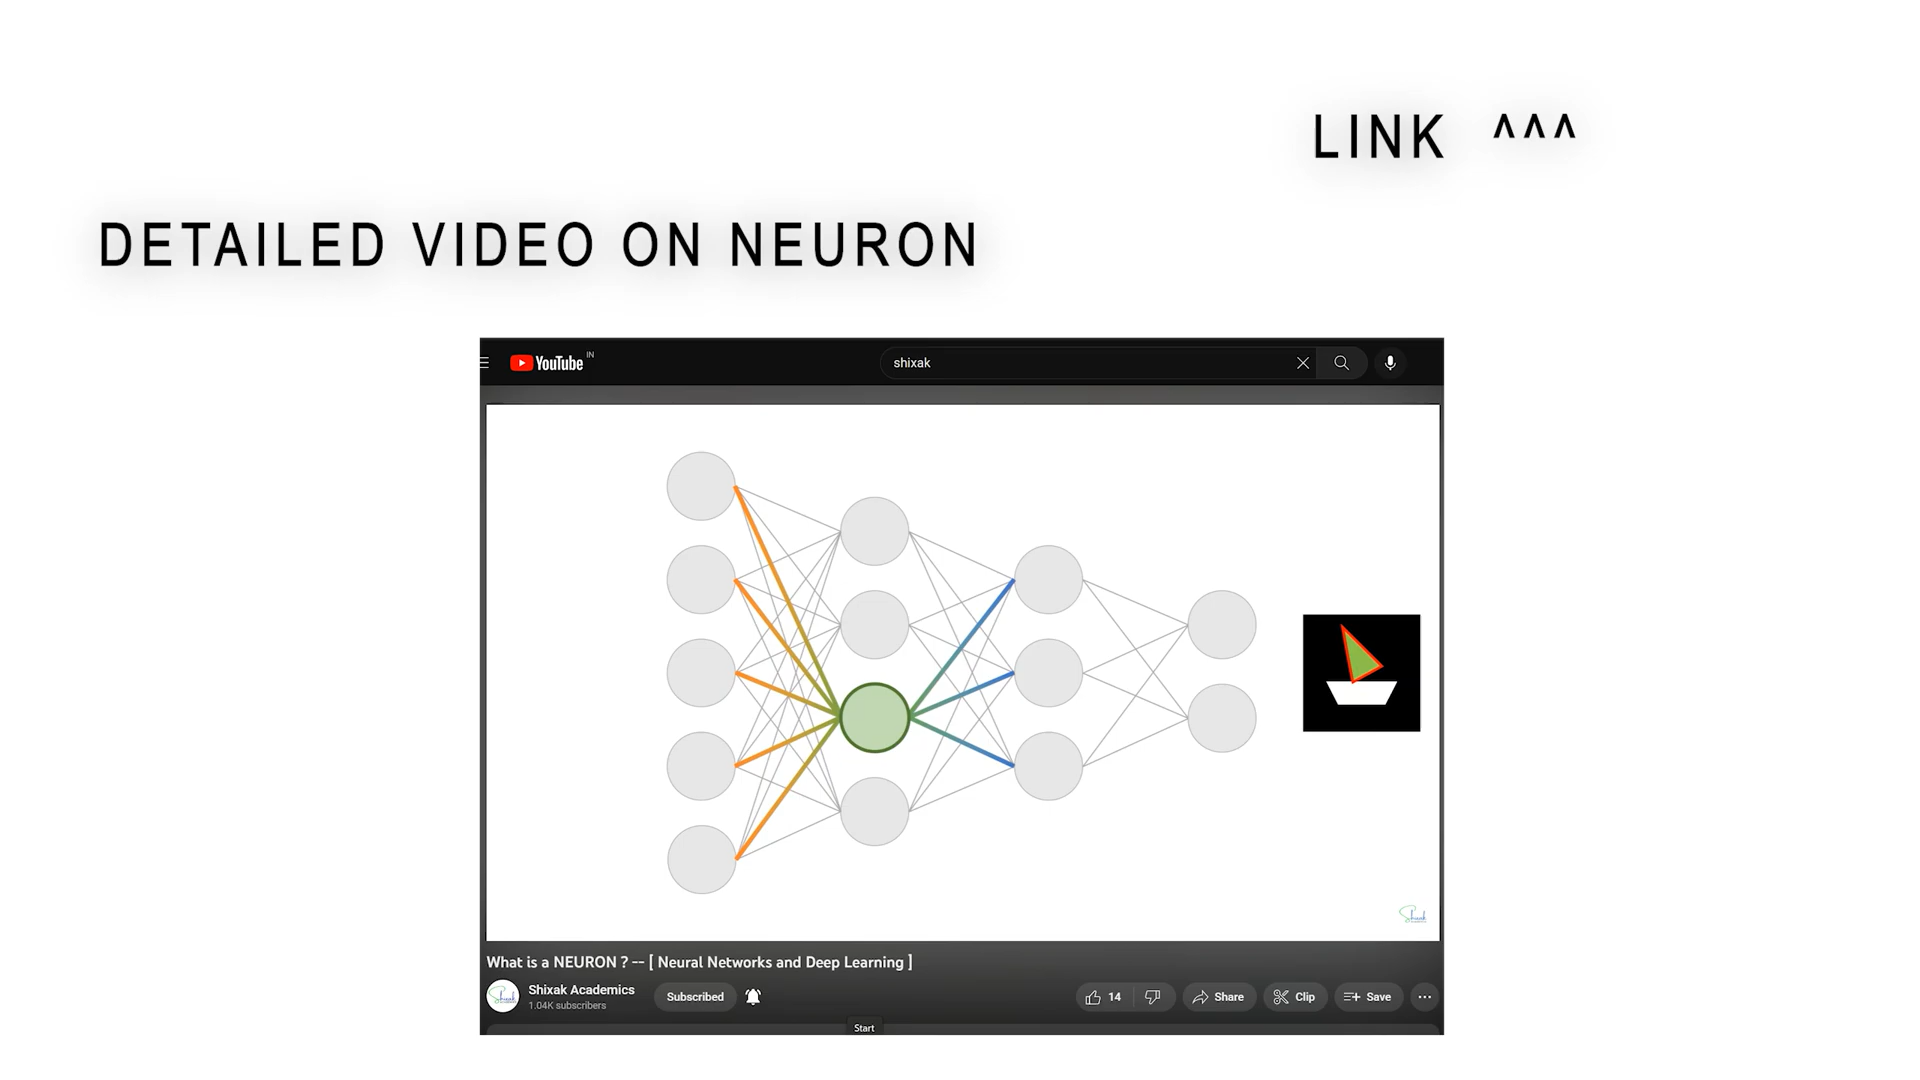 LINK ^^^
DETAILED VIDEO ON NEURON
YouTube IN
shixak
Shixak
What is a NEURON ? -- [ Neural Networks and Deep Learning ]
Shixak Academics
1.04K subscribers
Subscribed
14
Share
Clip
Save
Start